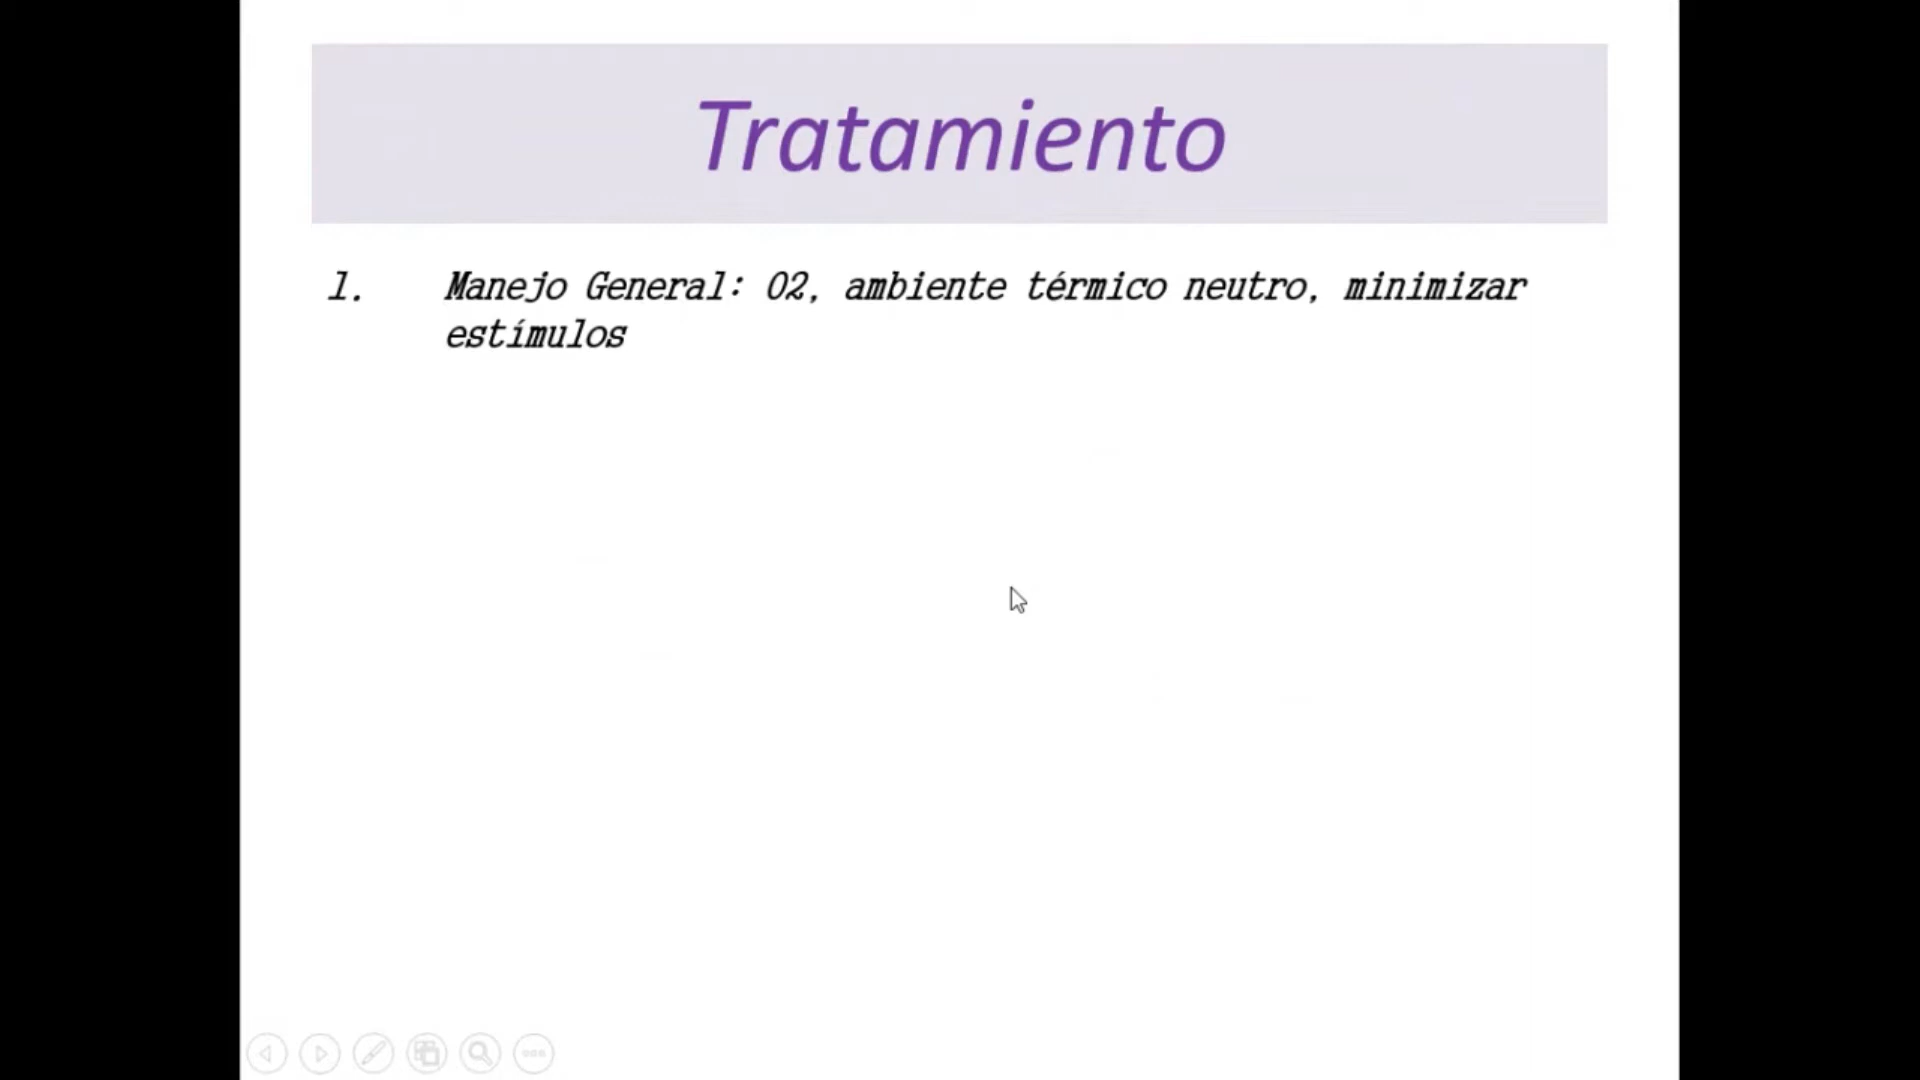 Tratamiento
1. Manejo General: O2, ambiente térmico neutro, minimizar
estímulos